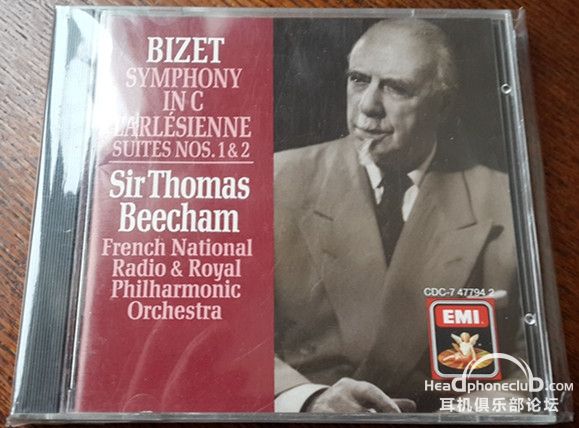 BIZET
SYMPHONY
IN C
L'ARLÉSIENNE
SUITES NOS. 1 & 2
Sir Thomas
Beecham
French National
Radio & Royal
Philharmonic
Orchestra
CDC-7 47794 2
EMI
HeadphoneclUb.com
耳机俱乐部论坛